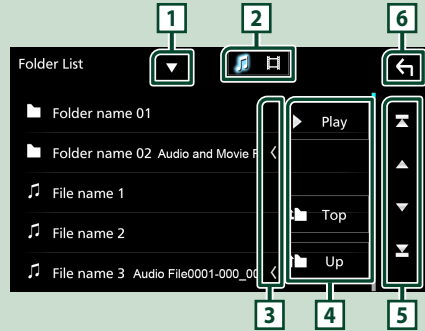 1 2 6
Folder List
Folder name 01
Play
Folder name 02 Audio and Movie F
File name 1
File name 2
Top
File name 3 Audio File0001-000_00
Up
3 4 5